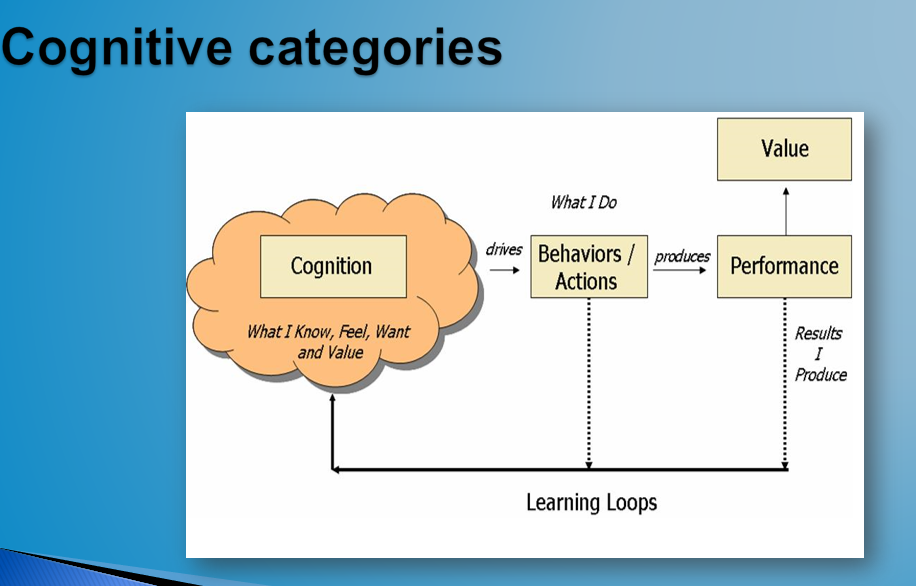 Cognitive categories
Value
What I Do
Cognition
drives
Behaviors /
Actions
produces
Performance
What I Know, Feel, Want
and Value
Results
I
Produce
Learning Loops